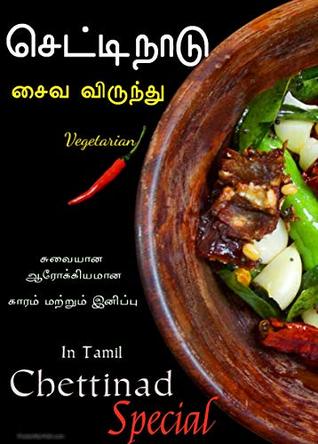 செட்டிநாடு
சைவ விருந்து
Vegetarian
சுவையான
ஆரோக்கியமான
காரம் மற்றும் இனிப்பு
In Tamil
Chettinad
Special